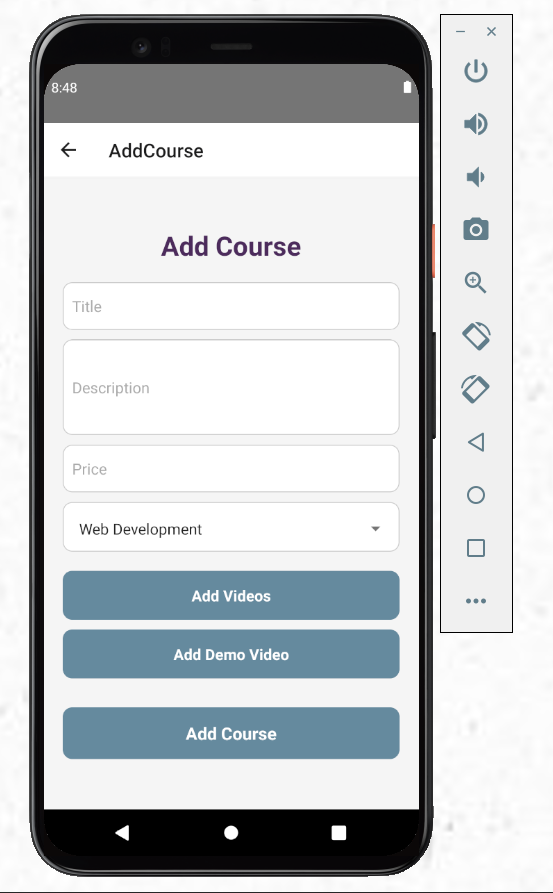 8:48
AddCourse
Add Course
Title
Description
Price
Web Development
Add Videos
Add Demo Video
Add Course